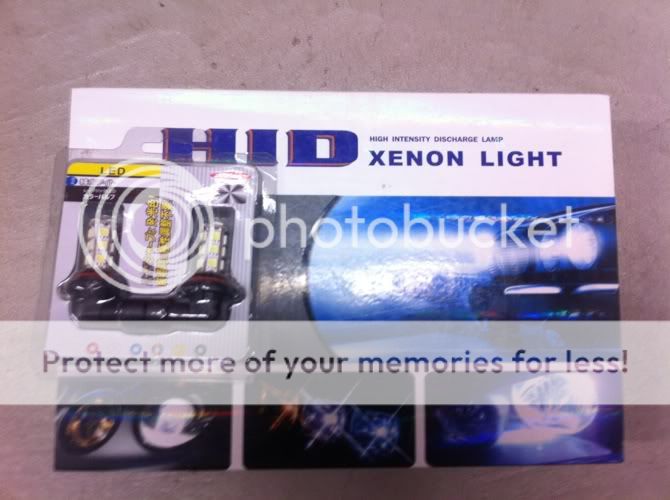 HID
HIGH INTENSITY DISCHARGE LAMP
XENON LIGHT
LED
photobucket
Protect more of your memories for less!